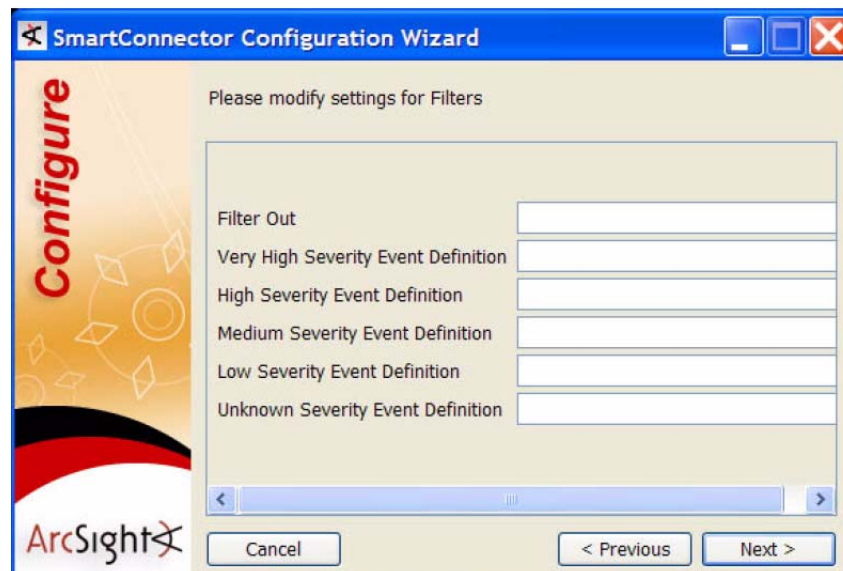 SmartConnector Configuration Wizard
Configure
Please modify settings for Filters
Filter Out
Very High Severity Event Definition
High Severity Event Definition
Medium Severity Event Definition
Low Severity Event Definition
Unknown Severity Event Definition
ArcSight
Cancel
< Previous
Next >